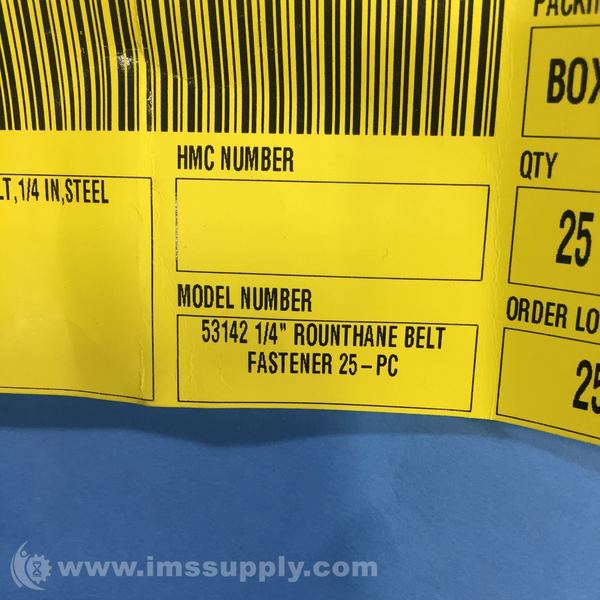 BOX
HMC NUMBER
QTY
LT,1/4 IN,STEEL
25
MODEL NUMBER
53142 1/4" ROUNTHANE BELT
FASTENER 25-PC
ORDER LO
25
www.imssupply.com